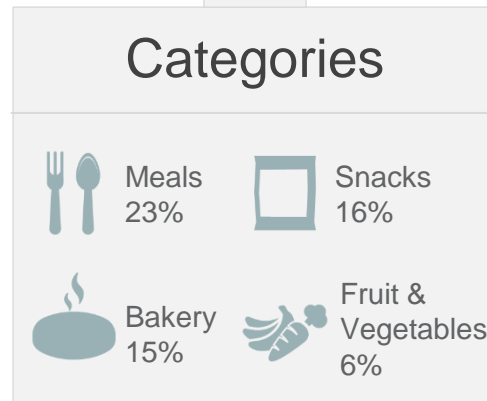 Categories
Meals
23%
Snacks
16%
Bakery
15%
Fruit &
Vegetables
6%